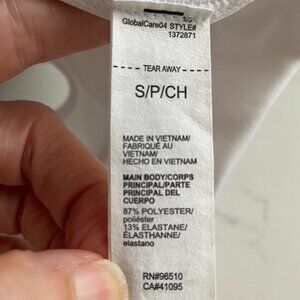 GlobalCare04 STYLE#
1372871
TEAR AWAY
S/P/CH
MADE IN VIETNAM/
FABRIQUÉ AU
VIETNAM/
HECHO EN VIETNAM
MAIN BODY/CORPS
PRINCIPAL/PARTE
PRINCIPAL DEL
CUERPO
87% POLYESTER/
poliéster
13% ELASTANE/
ÉLASTHANNE/
elastano
RN#96510
CA#41095